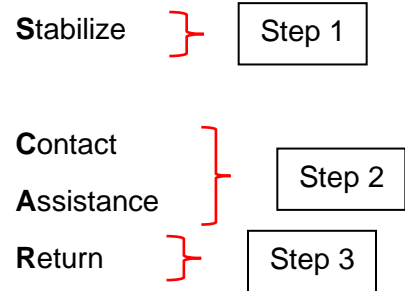 Stabilize
Step 1
Contact
Assistance
Step 2
Return
Step 3